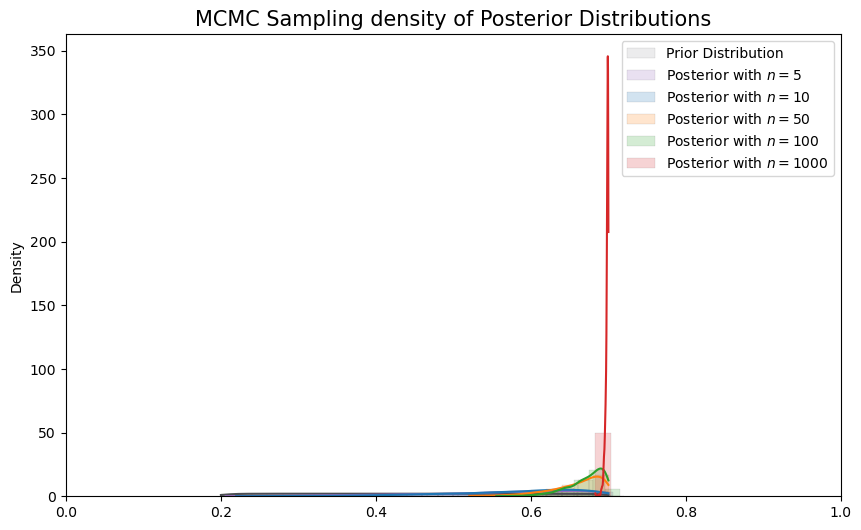 MCMC Sampling density of Posterior Distributions
350
300
250
200
150
100
50
0
Density
0.0
0.2
0.4
0.6
0.8
1.0
Prior Distribution
Posterior with n = 5
Posterior with n = 10
Posterior with n = 50
Posterior with n = 100
Posterior with n = 1000